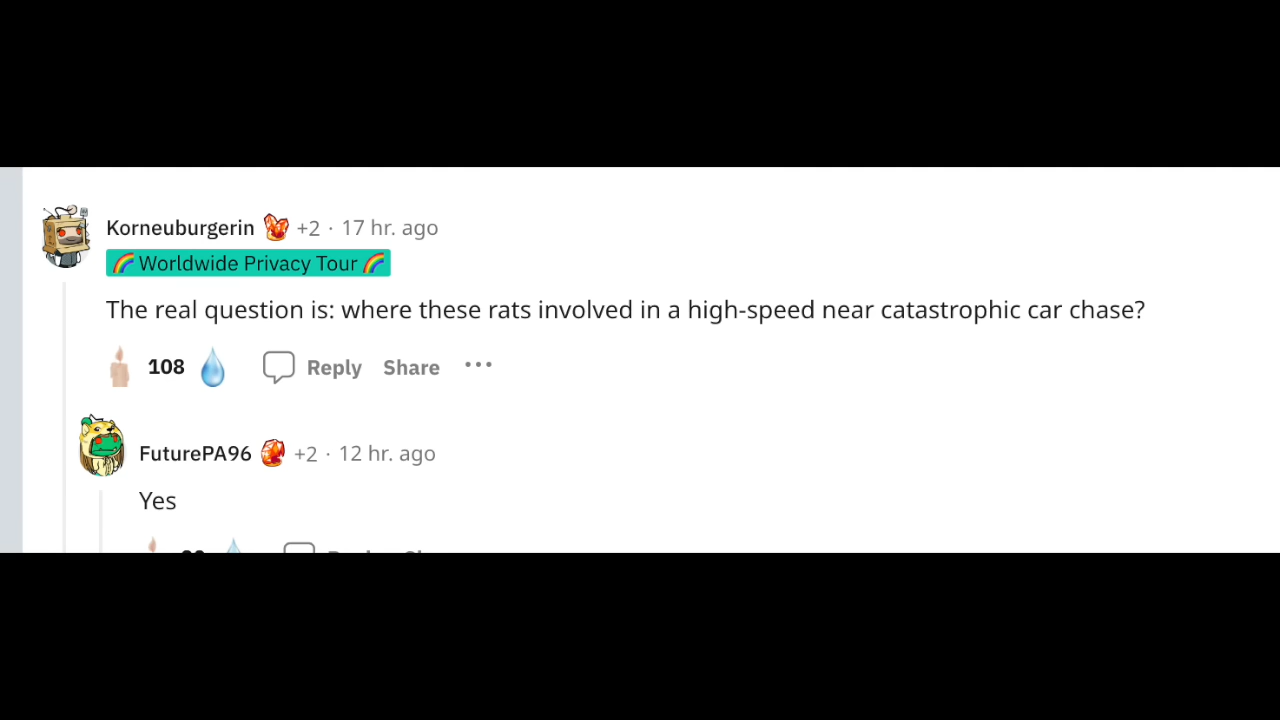 Korneuburgerin +2 · 17 hr. ago
🌈 Worldwide Privacy Tour 🌈
The real question is: where these rats involved in a high-speed near catastrophic car chase?
108 Reply Share ···
FuturePA96 +2 · 12 hr. ago
Yes